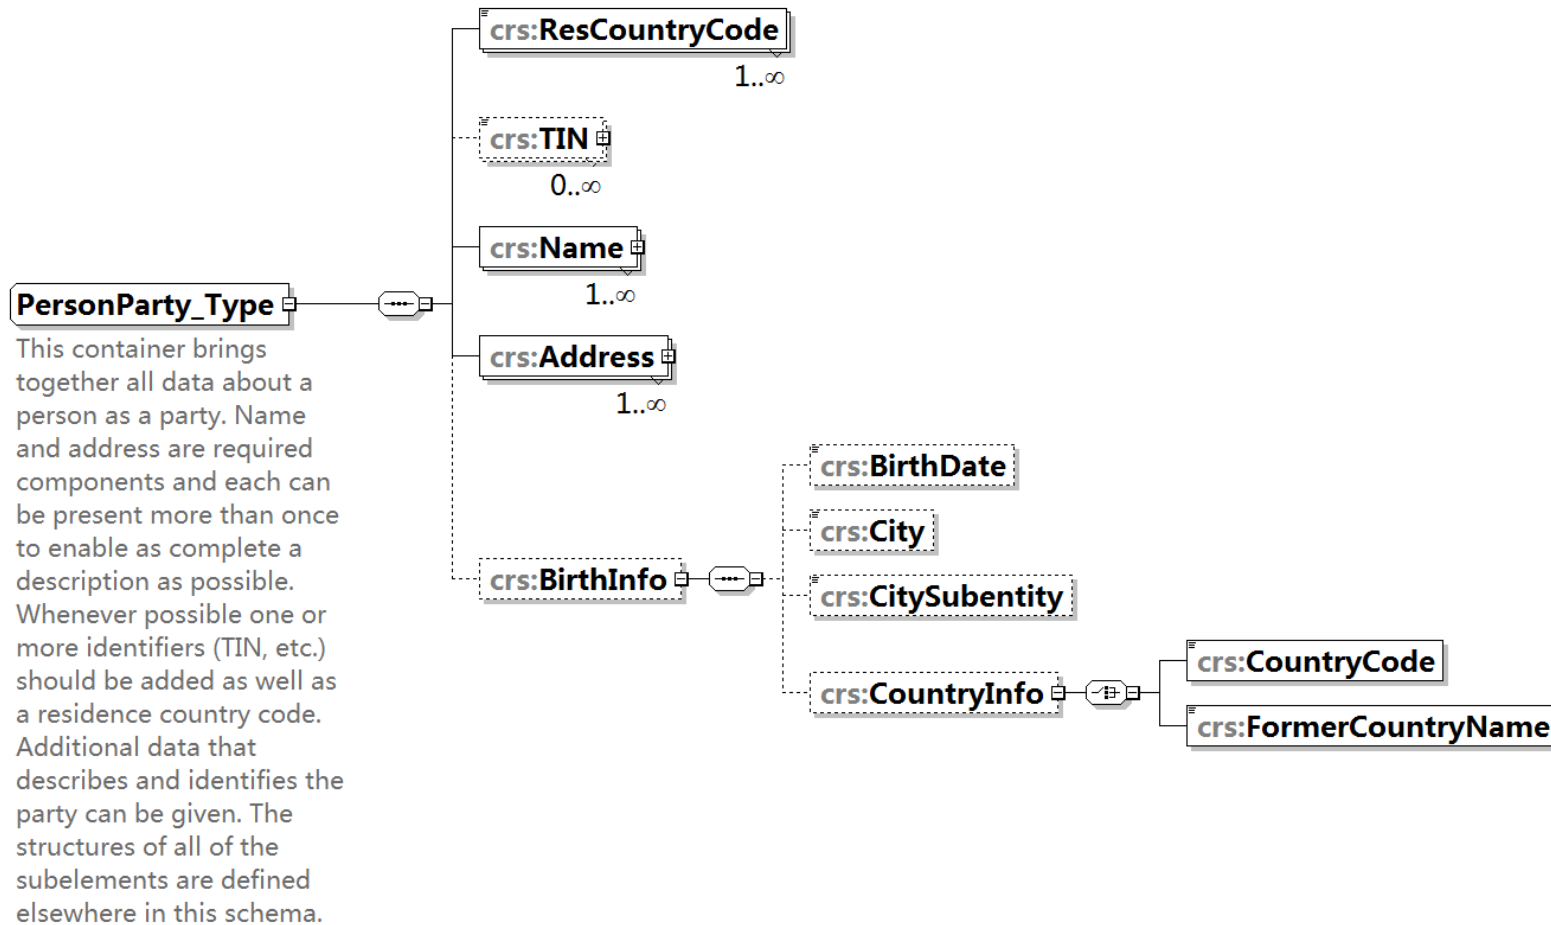 crs:ResCountryCode
1..∞
crs:TIN
0..∞
crs:Name
1..∞
PersonParty_Type
This container brings
together all data about a
person as a party. Name
and address are required
components and each can
be present more than once
to enable as complete a
description as possible.
Whenever possible one or
more identifiers (TIN, etc.)
should be added as well as
a residence country code.
Additional data that
describes and identifies the
party can be given. The
structures of all of the
subelements are defined
elsewhere in this schema.
crs:Address
1..∞
crs:BirthInfo
crs:BirthDate
crs:City
crs:CitySubentity
crs:CountryInfo
crs:CountryCode
crs:FormerCountryName